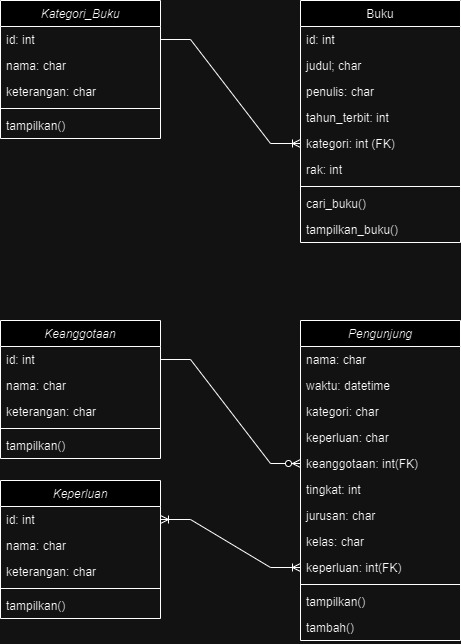 Kategori_Buku
id: int
nama: char
keterangan: char
tampilkan()
Buku
id: int
judul; char
penulis: char
tahun_terbit: int
kategori: int (FK)
rak: int
cari_buku()
tampilkan_buku()
Keanggotaan
id: int
nama: char
keterangan: char
tampilkan()
Keperluan
id: int
nama: char
keterangan: char
tampilkan()
Pengunjung
nama: char
waktu: datetime
kategori: char
keperluan: char
keanggotaan: int(FK)
tingkat: int
jurusan: char
kelas: char
keperluan: int(FK)
tampilkan()
tambah()